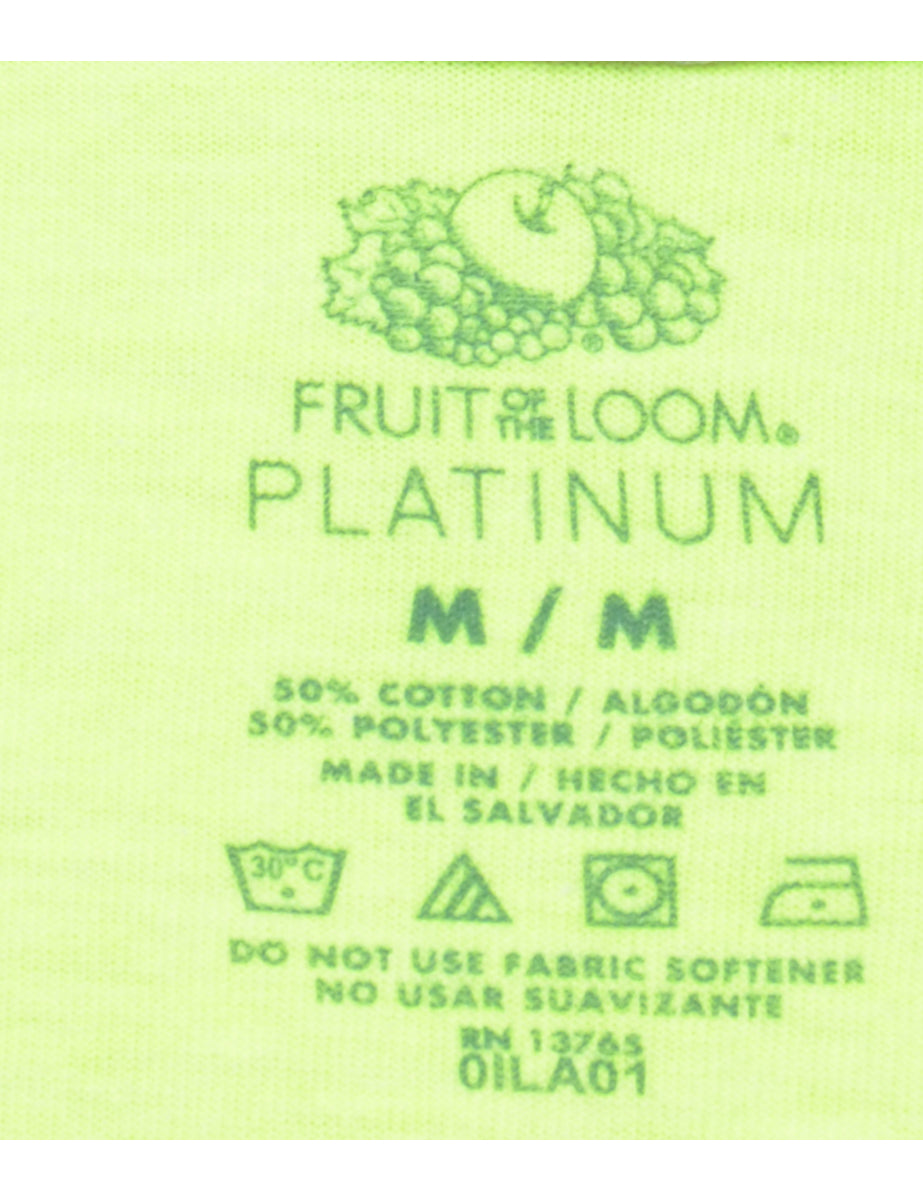 ®
FRUIT OF THE LOOM®
PLATINUM
M / M
50% COTTON / ALGODÓN
50% POLYESTER / POLIÉSTER
MADE IN / HECHO EN
EL SALVADOR
30° C
DO NOT USE FABRIC SOFTENER
NO USAR SUAVIZANTE
RN 13765
0ILA01